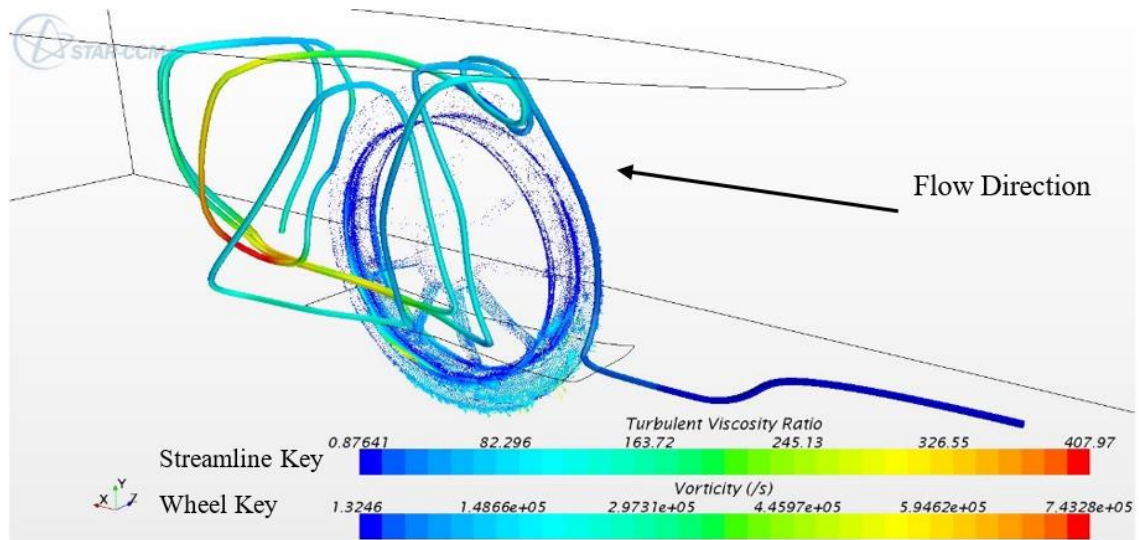 STAR-CCM
Flow Direction
Turbulent Viscosity Ratio
0.87641 82.296 163.72 245.13 326.55 407.97
Streamline Key
Vorticity (/s)
Wheel Key
1.3246 1.4866e+05 2.9731e+05 4.4597e+05 5.9462e+05 7.4328e+05
Y
X Z